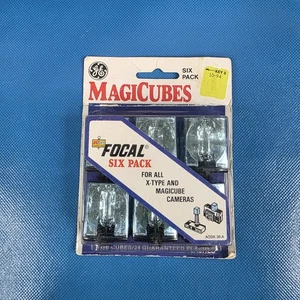 GE
SIX
PACK
MAGICUBES
FOCAL®
SIX PACK
FOR ALL
X-TYPE AND
MAGICUBE
CAMERAS